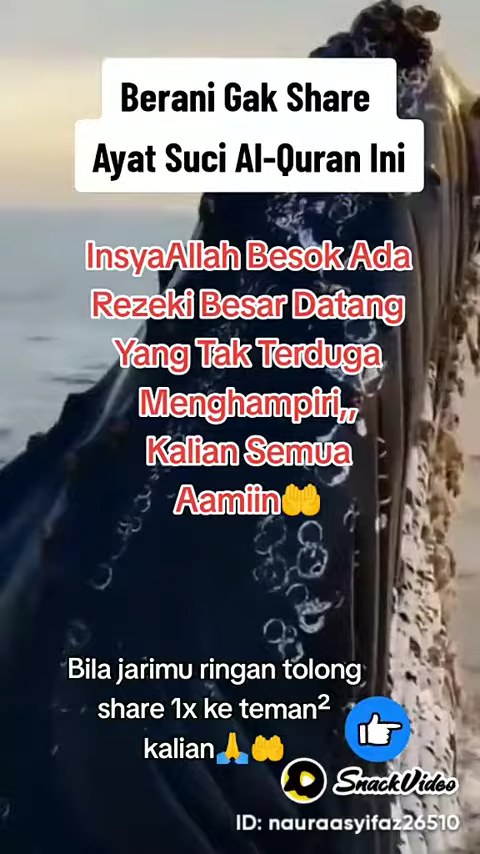 Berani Gak Share
Ayat Suci Al-Quran Ini
InsyaAllah Besok Ada
Rezeki Besar Datang
Yang Tak Terduga
Menghampiri,,
Kalian Semua
Aamiin🤲
Bila jarimu ringan tolong
share 1x ke teman²
kalian🙏🤲
SnackVideo
ID: nauraasyifaz26510